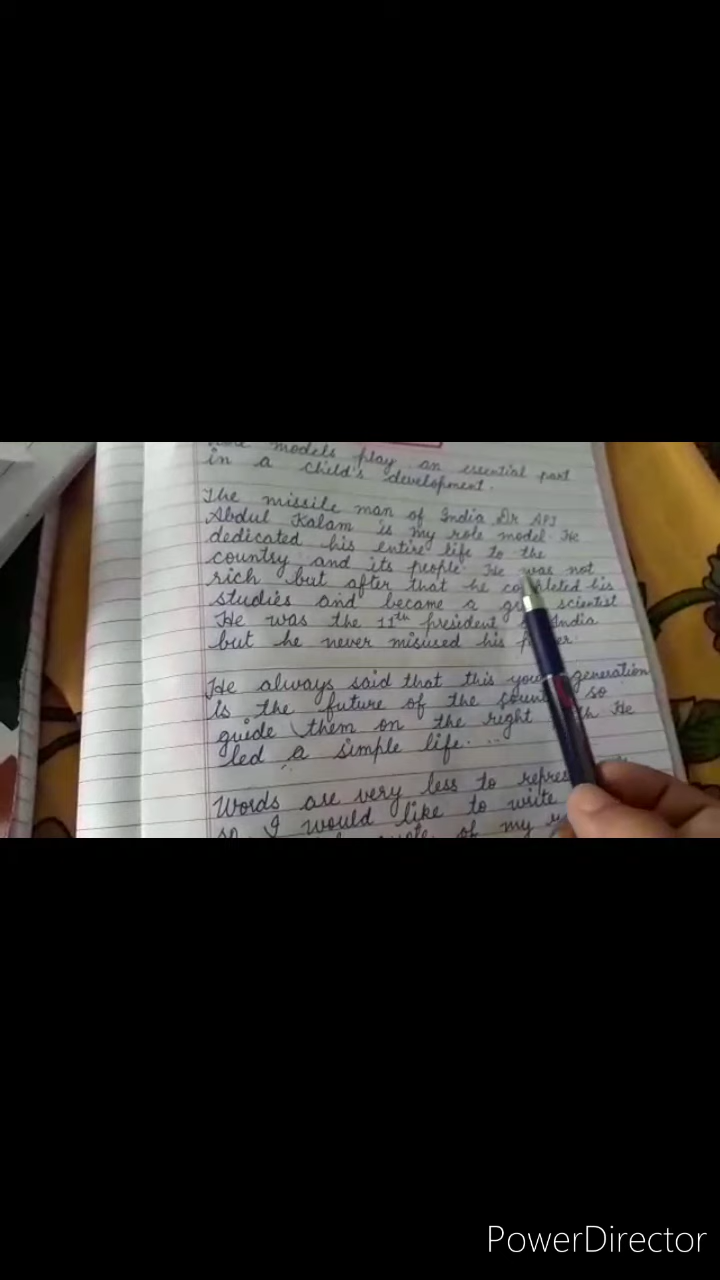 models play an essential part
in a child's development.
The missile man of India Dr APJ
Abdul Kalam is my role model. He
dedicated his entire life to the
country and its people. He was not
rich but after that he completed his
studies and became a scientist
He was the 11th president India
but he never misused his
He always said that this generation
is the future of the so
guide them on the right He
led a simple life.
Words are very less to
so I would like to write
of my
PowerDirector